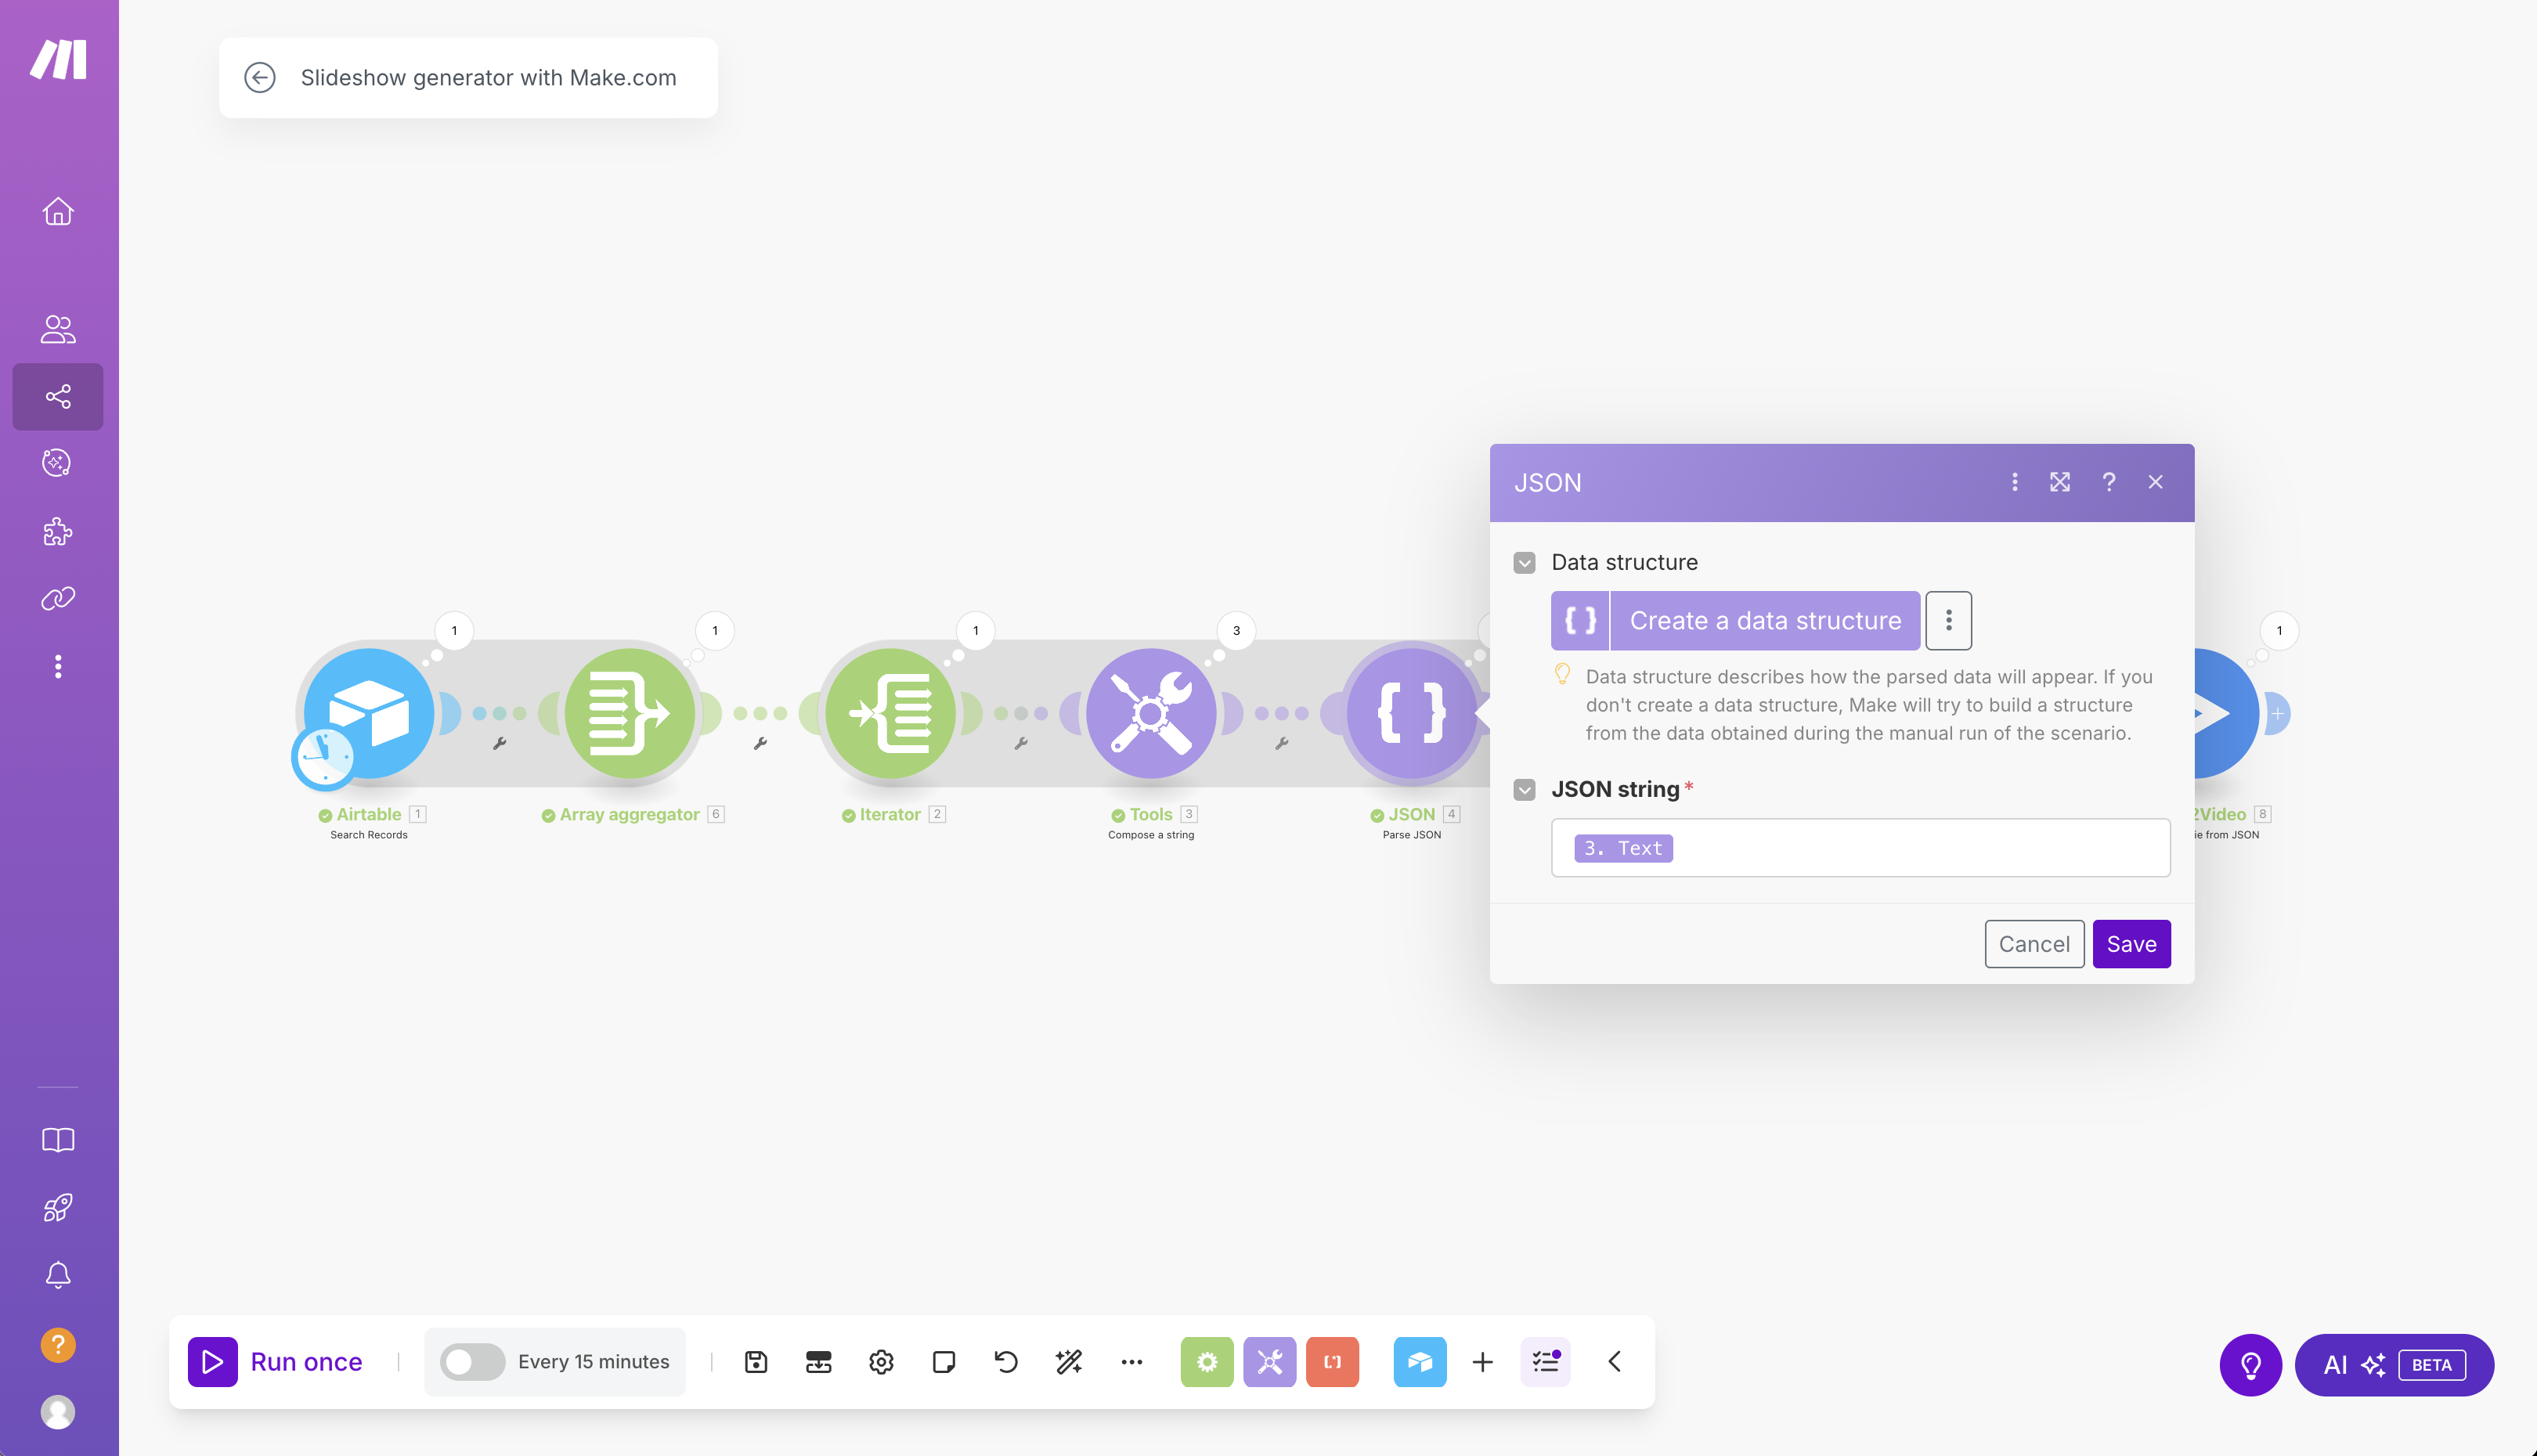 Slideshow generator with Make.com
JSON
Data structure
Create a data structure
Data structure describes how the parsed data will appear. If you
don't create a data structure, Make will try to build a structure
from the data obtained during the manual run of the scenario.
JSON string*
3. Text
Cancel
Save
1
1
1
3
1
Airtable 1
Search Records
Array aggregator 6
Iterator 2
Tools 3
Compose a string
JSON 4
Parse JSON
2Video 8
ie from JSON
Run once
Every 15 minutes
AI BETA